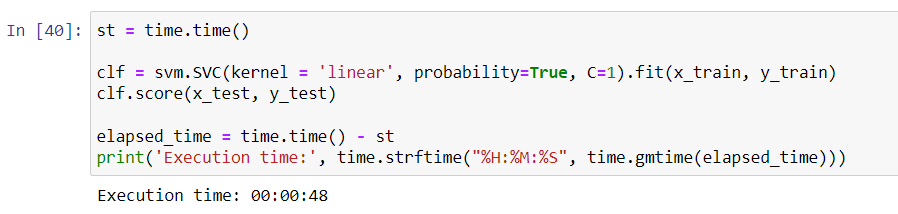 In [40]: st = time.time()
clf = svm.SVC(kernel = 'linear', probability=True, C=1).fit(x_train, y_train)
clf.score(x_test, y_test)
elapsed_time = time.time() - st
print('Execution time:', time.strftime("%H:%M:%S", time.gmtime(elapsed_time)))
Execution time: 00:00:48